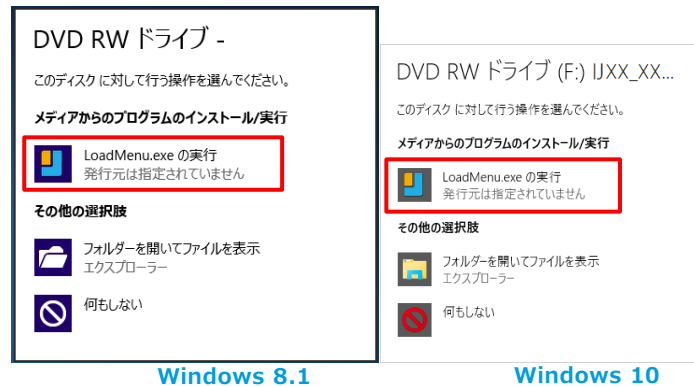 DVD RW ドライブ -
このディスク に対して行う操作を選んでください。
メディアからのプログラムのインストール/実行
LoadMenu.exe の実行
発行元は指定されていません
その他の選択肢
フォルダーを開いてファイルを表示
エクスプローラー
何もしない
Windows 8.1
DVD RW ドライブ (F:) IJXX_XX...
このディスク に対して行う操作を選んでください。
メディアからのプログラムのインストール/実行
LoadMenu.exe の実行
発行元は指定されていません
その他の選択肢
フォルダーを開いてファイルを表示
エクスプローラー
何もしない
Windows 10